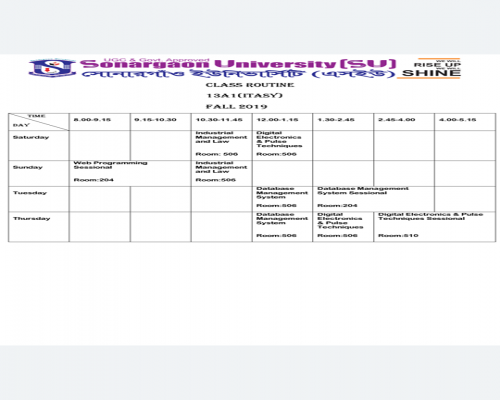 UGC & Govt. Approved
Sonargaon University (SU)
সোনারগাঁও ইউনিভার্সিটি (এসইউ)
WE WILL
RISE UP
WE WILL
SHINE
CLASS ROUTINE
13A1(ITASY)
FALL 2019
TIME
DAY
8.00-9.15 9.15-10.30 10.30-11.45 12.00-1.15 1.30-2.45 2.45-4.00 4.00-5.15
Saturday
Industrial
Management
and Law
Room: 506
Digital
Electronics
& Pulse
Techniques
Room:506
Sunday
Web Programming
Sessional
Room:204
Industrial
Management
and Law
Room:506
Tuesday
Database
Management
System
Room:506
Database Management
System Sessional
Room:204
Thursday
Database
Management
System
Room:506
Digital
Electronics
& Pulse
Techniques
Room:506
Digital Electronics & Pulse
Techniques Sessional
Room:510